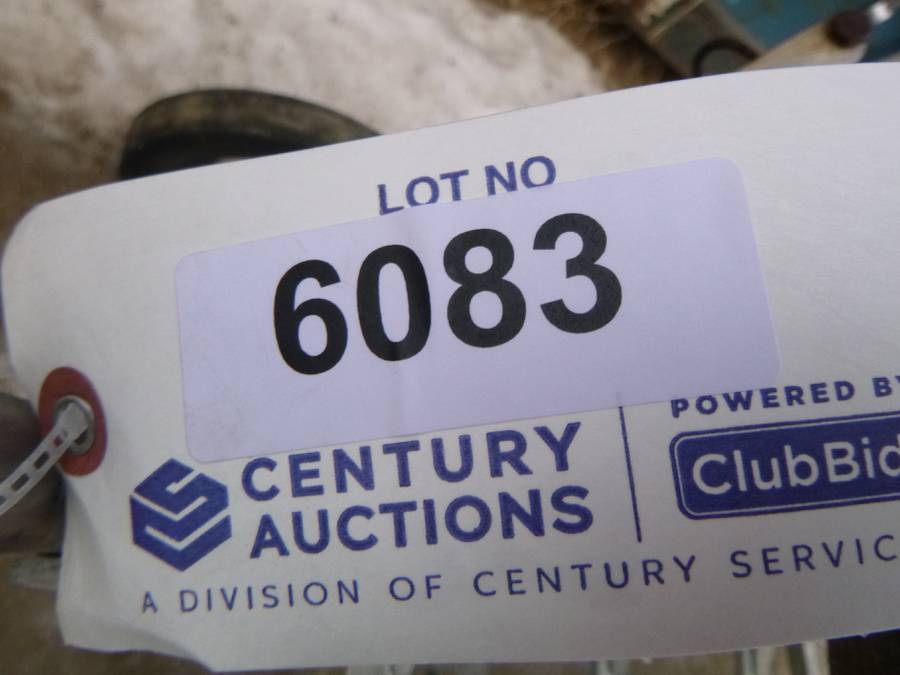 LOT NO
6083
CENTURY
AUCTIONS
POWERED BY
ClubBid
A DIVISION OF CENTURY SERVIC